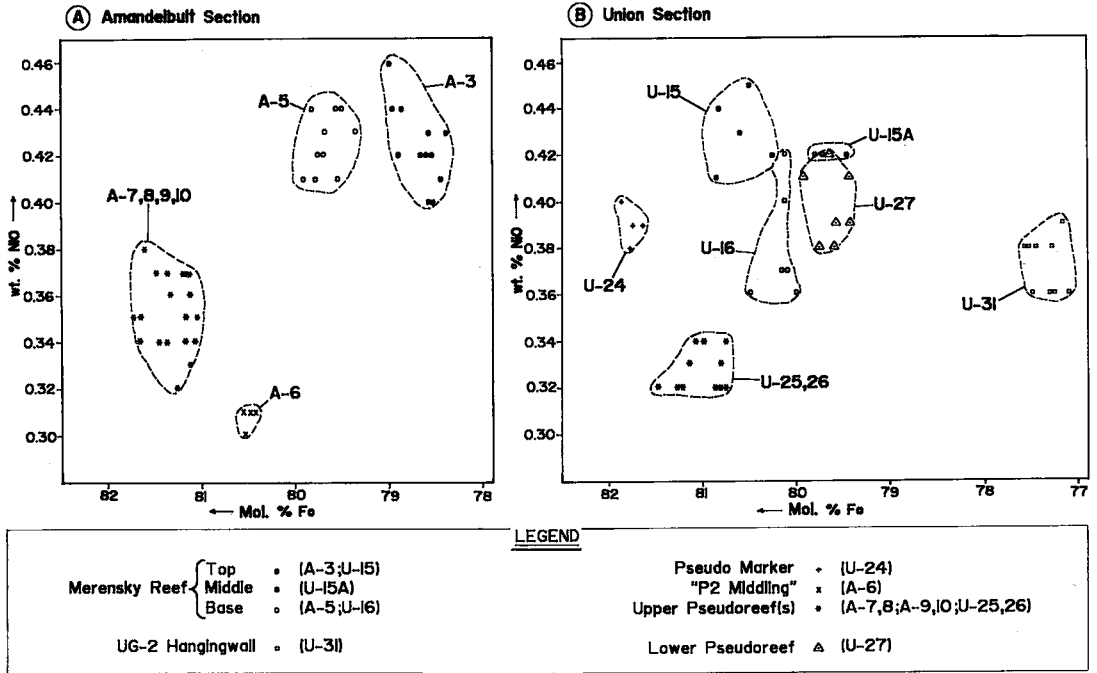 A Amandelbult Section
0.46
0.44
0.42
0.40
0.38
0.36
0.34
0.32
0.30
wt. % NiO
A-3
A-5
A-7,8,9,10
A-6
82 81 80 79 78
Mol. % Fo
B Union Section
0.46
0.44
0.42
0.40
0.38
0.36
0.34
0.32
0.30
wt. % NiO
U-15
U-15A
U-27
U-16
U-24
U-31
U-25,26
82 81 80 79 78 77
Mol. % Fo
LEGEND
Merensky Reef
Top (A-3;U-15)
Middle (U-15A)
Base (A-5;U-16)
UG-2 Hangingwall (U-31)
Pseudo Marker + (U-24)
"P2 Middling" x (A-6)
Upper Pseudoreef(s) * (A-7,8;A-9,10;U-25,26)
Lower Pseudoreef (U-27)